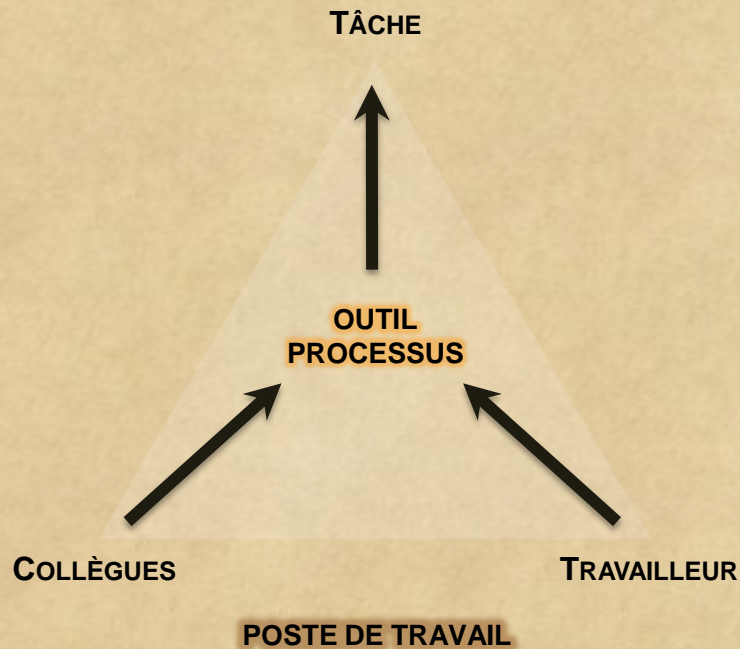 TÂCHE
OUTIL
PROCESSUS
COLLÈGUES
TRAVAILLEUR
POSTE DE TRAVAIL